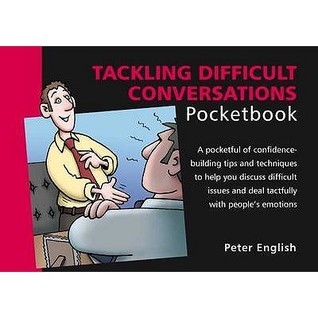 TACKLING DIFFICULT
CONVERSATIONS
Pocketbook
A pocketful of confidence-
building tips and techniques
to help you discuss difficult
issues and deal tactfully
with people's emotions
Peter English